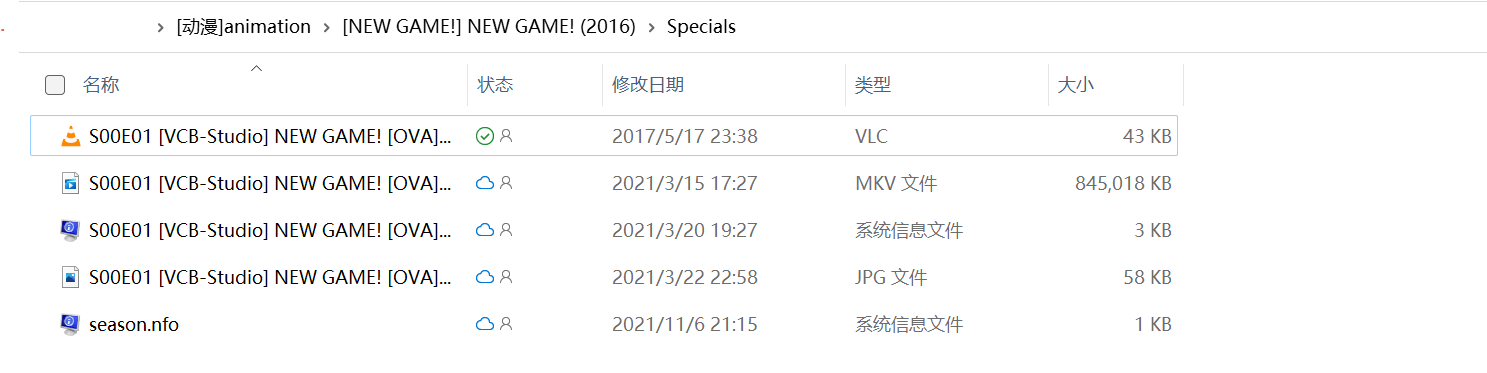 [动漫]animation > [NEW GAME!] NEW GAME! (2016) > Specials
名称 状态 修改日期 类型 大小
S00E01 [VCB-Studio] NEW GAME! [OVA]... 2017/5/17 23:38 VLC 43 KB
S00E01 [VCB-Studio] NEW GAME! [OVA]... 2021/3/15 17:27 MKV 文件 845,018 KB
S00E01 [VCB-Studio] NEW GAME! [OVA]... 2021/3/20 19:27 系统信息文件 3 KB
S00E01 [VCB-Studio] NEW GAME! [OVA]... 2021/3/22 22:58 JPG 文件 58 KB
season.nfo 2021/11/6 21:15 系统信息文件 1 KB